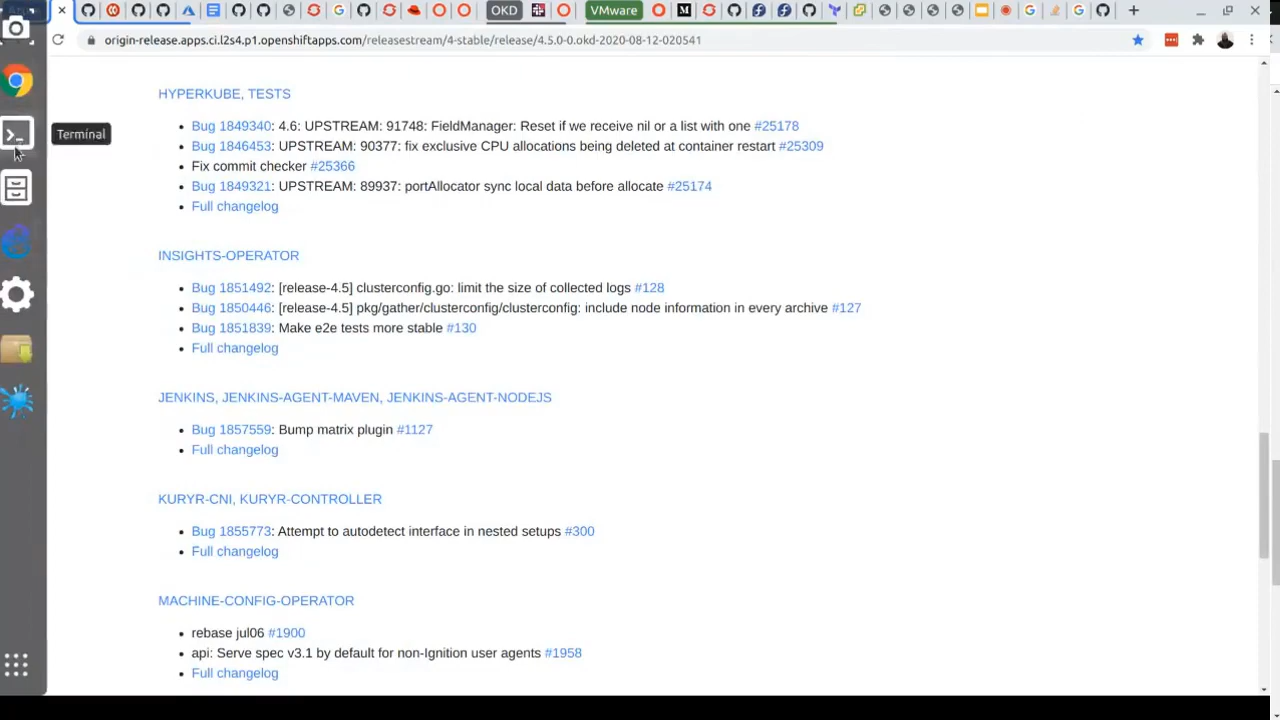 OKD
VMware
origin-release.apps.ci.l2s4.p1.openshiftapps.com/releasestream/4-stable/release/4.5.0-0.okd-2020-08-12-020541
HYPERKUBE, TESTS
Terminal
• Bug 1849340: 4.6: UPSTREAM: 91748: FieldManager: Reset if we receive nil or a list with one #25178
• Bug 1846453: UPSTREAM: 90377: fix exclusive CPU allocations being deleted at container restart #25309
• Fix commit checker #25366
• Bug 1849321: UPSTREAM: 89937: portAllocator sync local data before allocate #25174
• Full changelog
INSIGHTS-OPERATOR
• Bug 1851492: [release-4.5] clusterconfig.go: limit the size of collected logs #128
• Bug 1850446: [release-4.5] pkg/gather/clusterconfig/clusterconfig: include node information in every archive #127
• Bug 1851839: Make e2e tests more stable #130
• Full changelog
JENKINS, JENKINS-AGENT-MAVEN, JENKINS-AGENT-NODEJS
• Bug 1857559: Bump matrix plugin #1127
• Full changelog
KURYR-CNI, KURYR-CONTROLLER
• Bug 1855773: Attempt to autodetect interface in nested setups #300
• Full changelog
MACHINE-CONFIG-OPERATOR
• rebase jul06 #1900
• api: Serve spec v3.1 by default for non-Ignition user agents #1958
• Full changelog